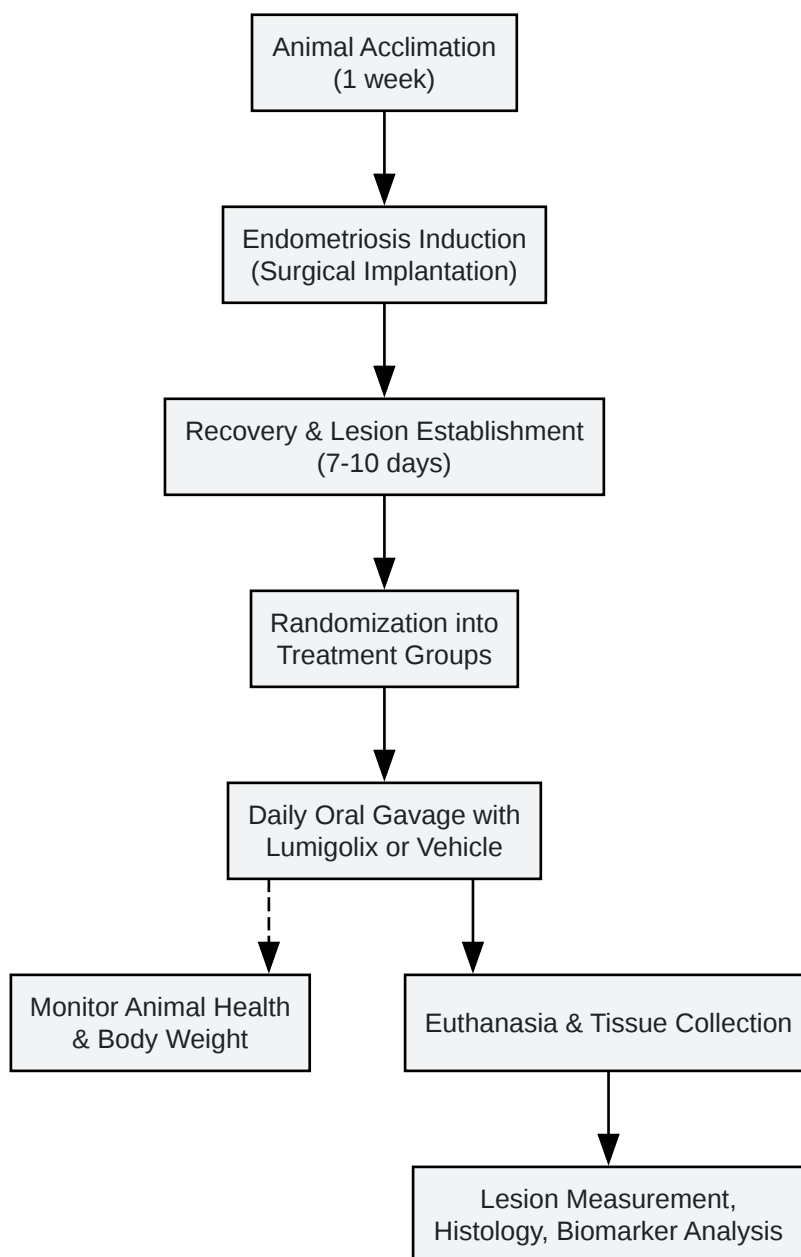 Animal Acclimation
(1 week)
Endometriosis Induction
(Surgical Implantation)
Recovery & Lesion Establishment
(7-10 days)
Randomization into
Treatment Groups
Daily Oral Gavage with
Lumigolix or Vehicle
Monitor Animal Health
& Body Weight
Euthanasia & Tissue Collection
Lesion Measurement,
Histology, Biomarker Analysis